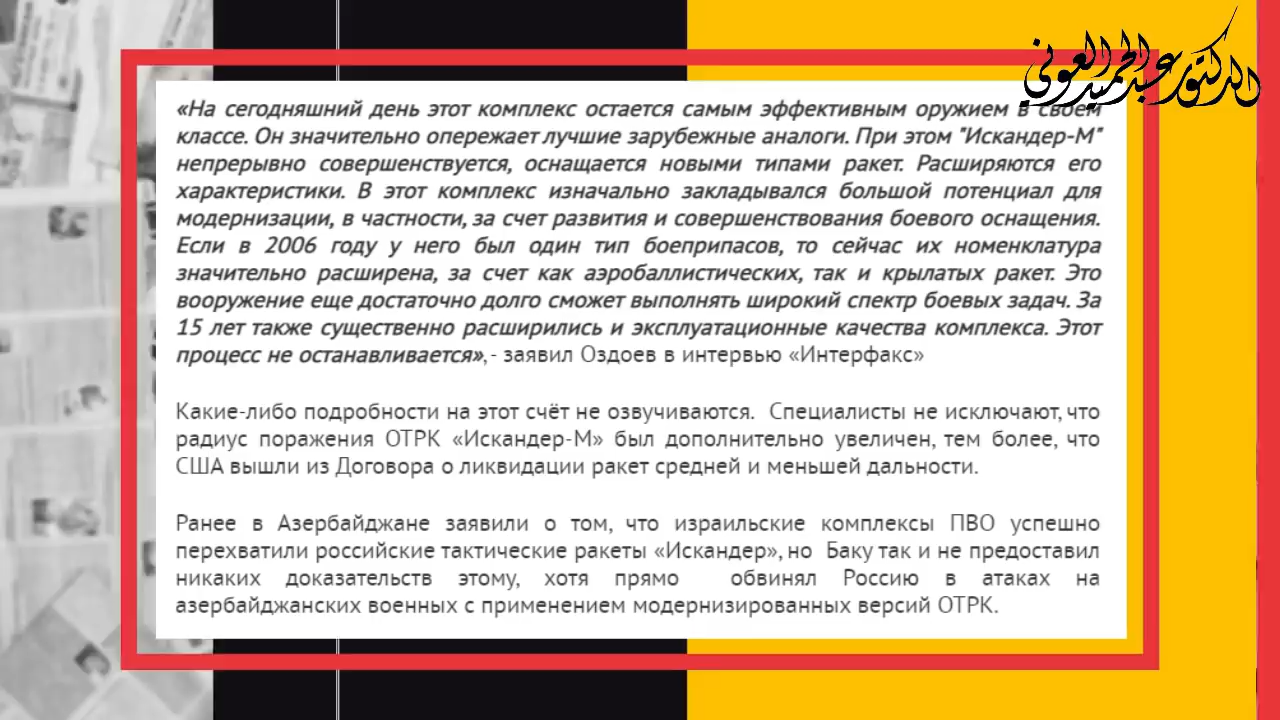 الدكتور عبدالحميد العوني
«На сегодняшний день этот комплекс остается самым эффективным оружием в своем
классе. Он значительно опережает лучшие зарубежные аналоги. При этом "Искандер-М"
непрерывно совершенствуется, оснащается новыми типами ракет. Расширяются его
характеристики. В этот комплекс изначально закладывался большой потенциал для
модернизации, в частности, за счет развития и совершенствования боевого оснащения.
Если в 2006 году у него был один тип боеприпасов, то сейчас их номенклатура
значительно расширена, за счет как аэробаллистических, так и крылатых ракет. Это
вооружение еще достаточно долго сможет выполнять широкий спектр боевых задач. За
15 лет также существенно расширились и эксплуатационные качества комплекса. Этот
процесс не останавливается», - заявил Оздоев в интервью «Интерфакс»
Какие-либо подробности на этот счёт не озвучиваются. Специалисты не исключают, что
радиус поражения ОТРК «Искандер-М» был дополнительно увеличен, тем более, что
США вышли из Договора о ликвидации ракет средней и меньшей дальности.
Ранее в Азербайджане заявили о том, что израильские комплексы ПВО успешно
перехватили российские тактические ракеты «Искандер», но Баку так и не предоставил
никаких доказательств этому, хотя прямо обвинял Россию в атаках на
азербайджанских военных с применением модернизированных версий ОТРК.